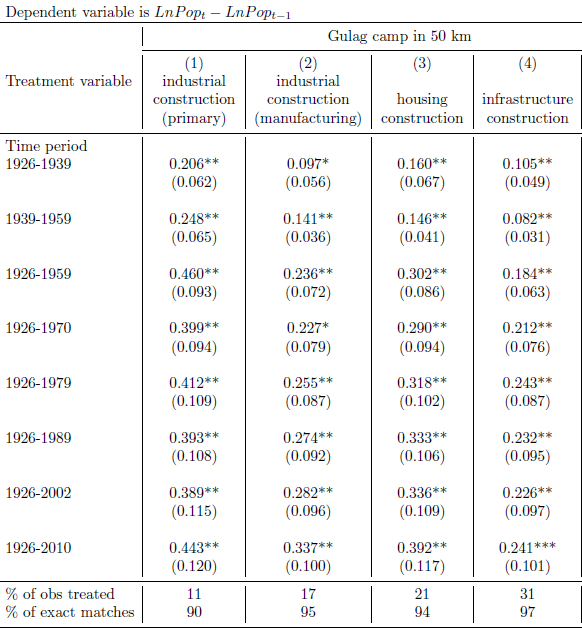 Dependent variable is LnPop_t − LnPop_{t−1}
Gulag camp in 50 km
(1) (2) (3) (4)
Treatment variable industrial industrial
construction construction housing infrastructure
(primary) (manufacturing) construction construction
Time period
1926-1939 0.206** 0.097* 0.160** 0.105**
(0.062) (0.056) (0.067) (0.049)
1939-1959 0.248** 0.141** 0.146** 0.082**
(0.065) (0.036) (0.041) (0.031)
1926-1959 0.460** 0.236** 0.302** 0.184**
(0.093) (0.072) (0.086) (0.063)
1926-1970 0.399** 0.227* 0.290** 0.212**
(0.094) (0.079) (0.094) (0.076)
1926-1979 0.412** 0.255** 0.318** 0.243**
(0.109) (0.087) (0.102) (0.087)
1926-1989 0.393** 0.274** 0.333** 0.232**
(0.108) (0.092) (0.106) (0.095)
1926-2002 0.389** 0.282** 0.336** 0.226**
(0.115) (0.096) (0.109) (0.097)
1926-2010 0.443** 0.337** 0.392** 0.241***
(0.120) (0.100) (0.117) (0.101)
% of obs treated 11 17 21 31
% of exact matches 90 95 94 97